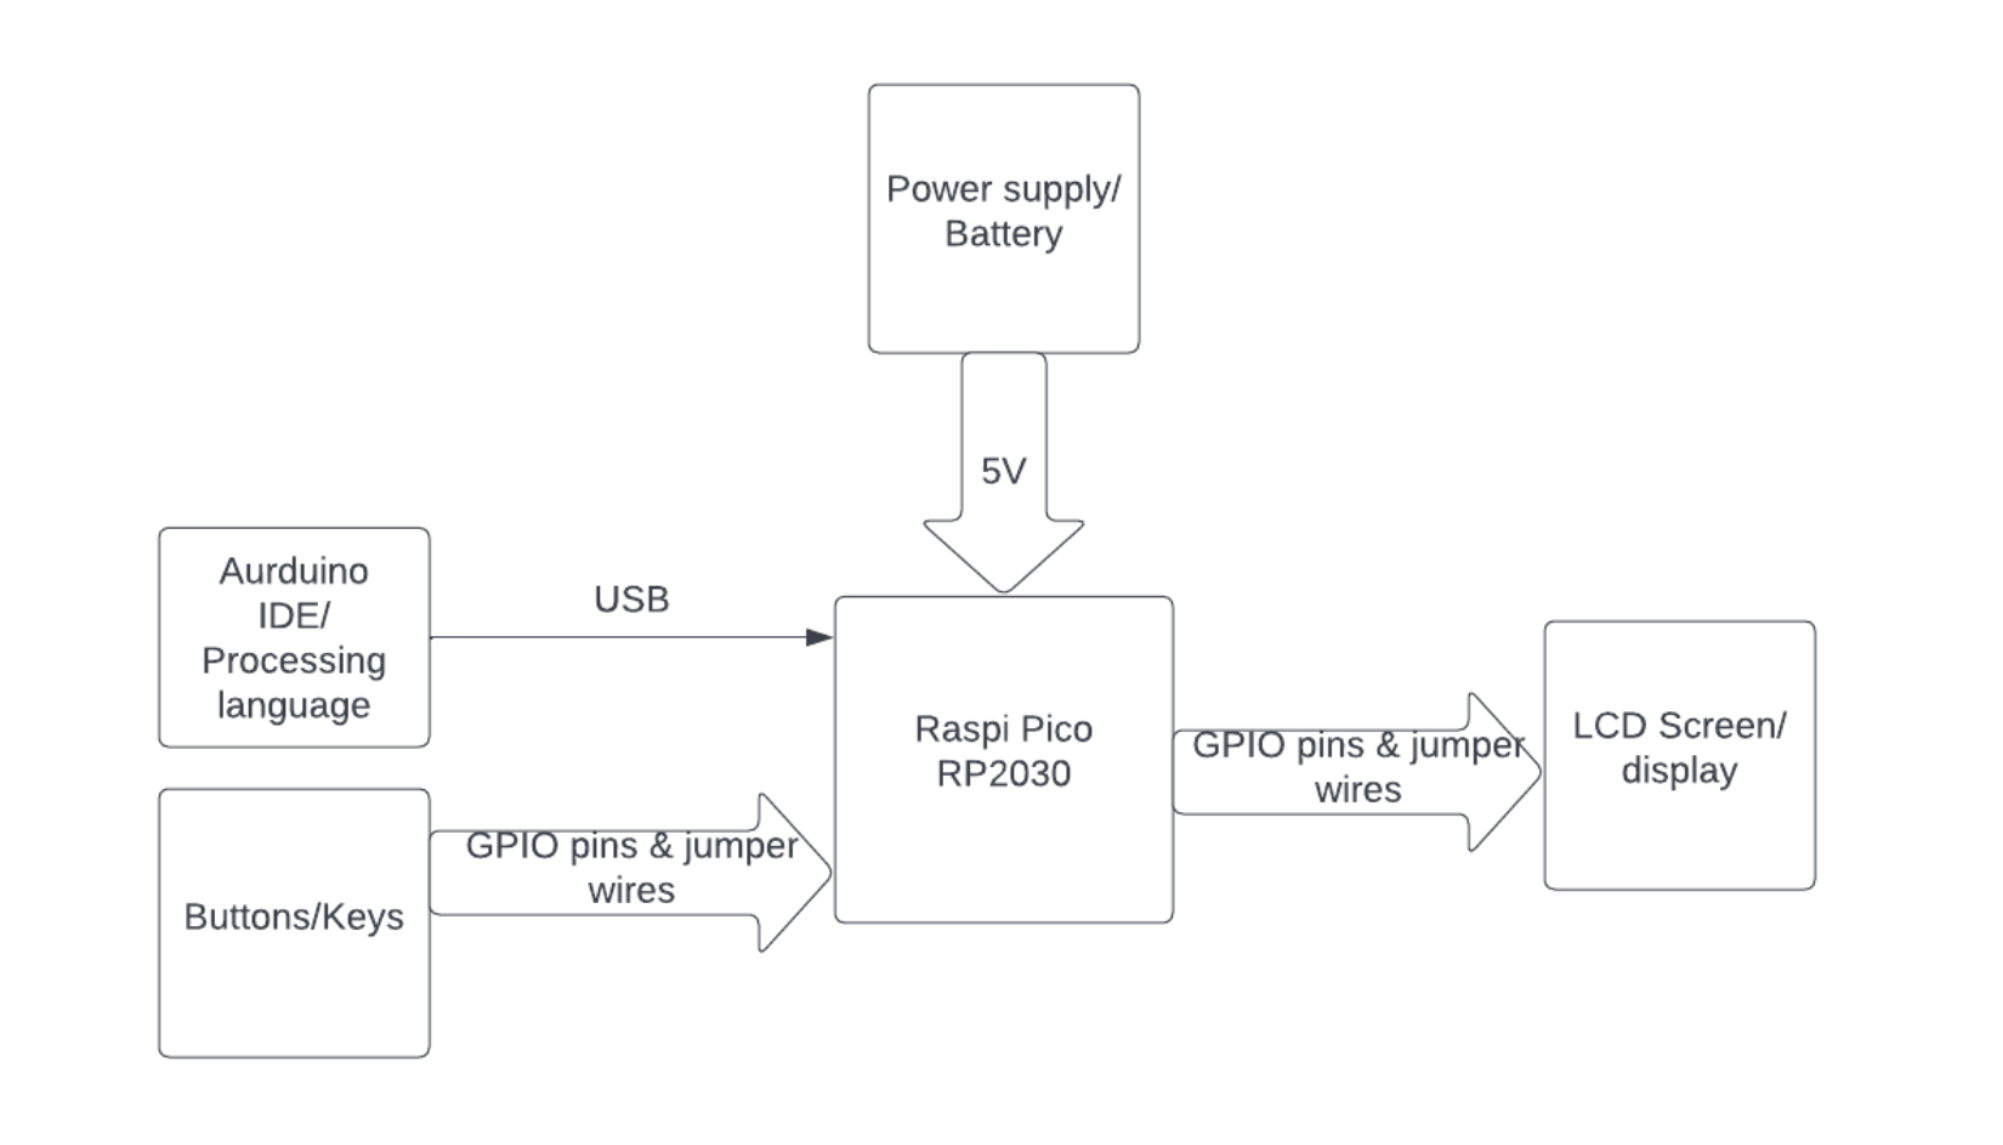 Power supply/
Battery
5V
Aurduino
IDE/
Processing
language
USB
Raspi Pico
RP2030
GPIO pins & jumper
wires
LCD Screen/
display
Buttons/Keys
GPIO pins & jumper
wires